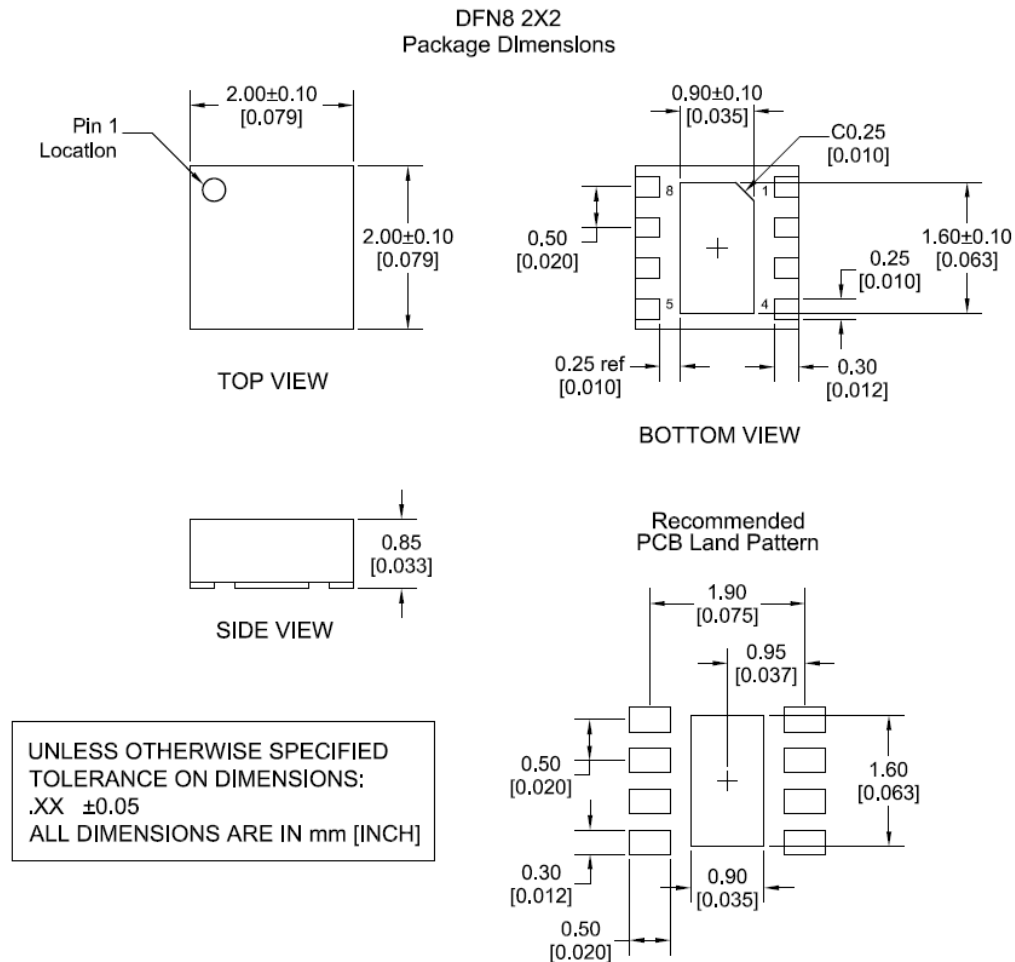 DFN8 2X2
Package Dimensions
2.00±0.10
[0.079]
Pin 1
Location
2.00±0.10
[0.079]
TOP VIEW
0.90±0.10
[0.035]
C0.25
[0.010]
8
1
0.50
[0.020]
1.60±0.10
[0.063]
0.25
[0.010]
5
4
0.25 ref
[0.010]
0.30
[0.012]
BOTTOM VIEW
0.85
[0.033]
SIDE VIEW
Recommended
PCB Land Pattern
1.90
[0.075]
0.95
[0.037]
0.50
[0.020]
1.60
[0.063]
0.30
[0.012]
0.90
[0.035]
0.50
[0.020]
UNLESS OTHERWISE SPECIFIED
TOLERANCE ON DIMENSIONS:
.XX ±0.05
ALL DIMENSIONS ARE IN mm [INCH]